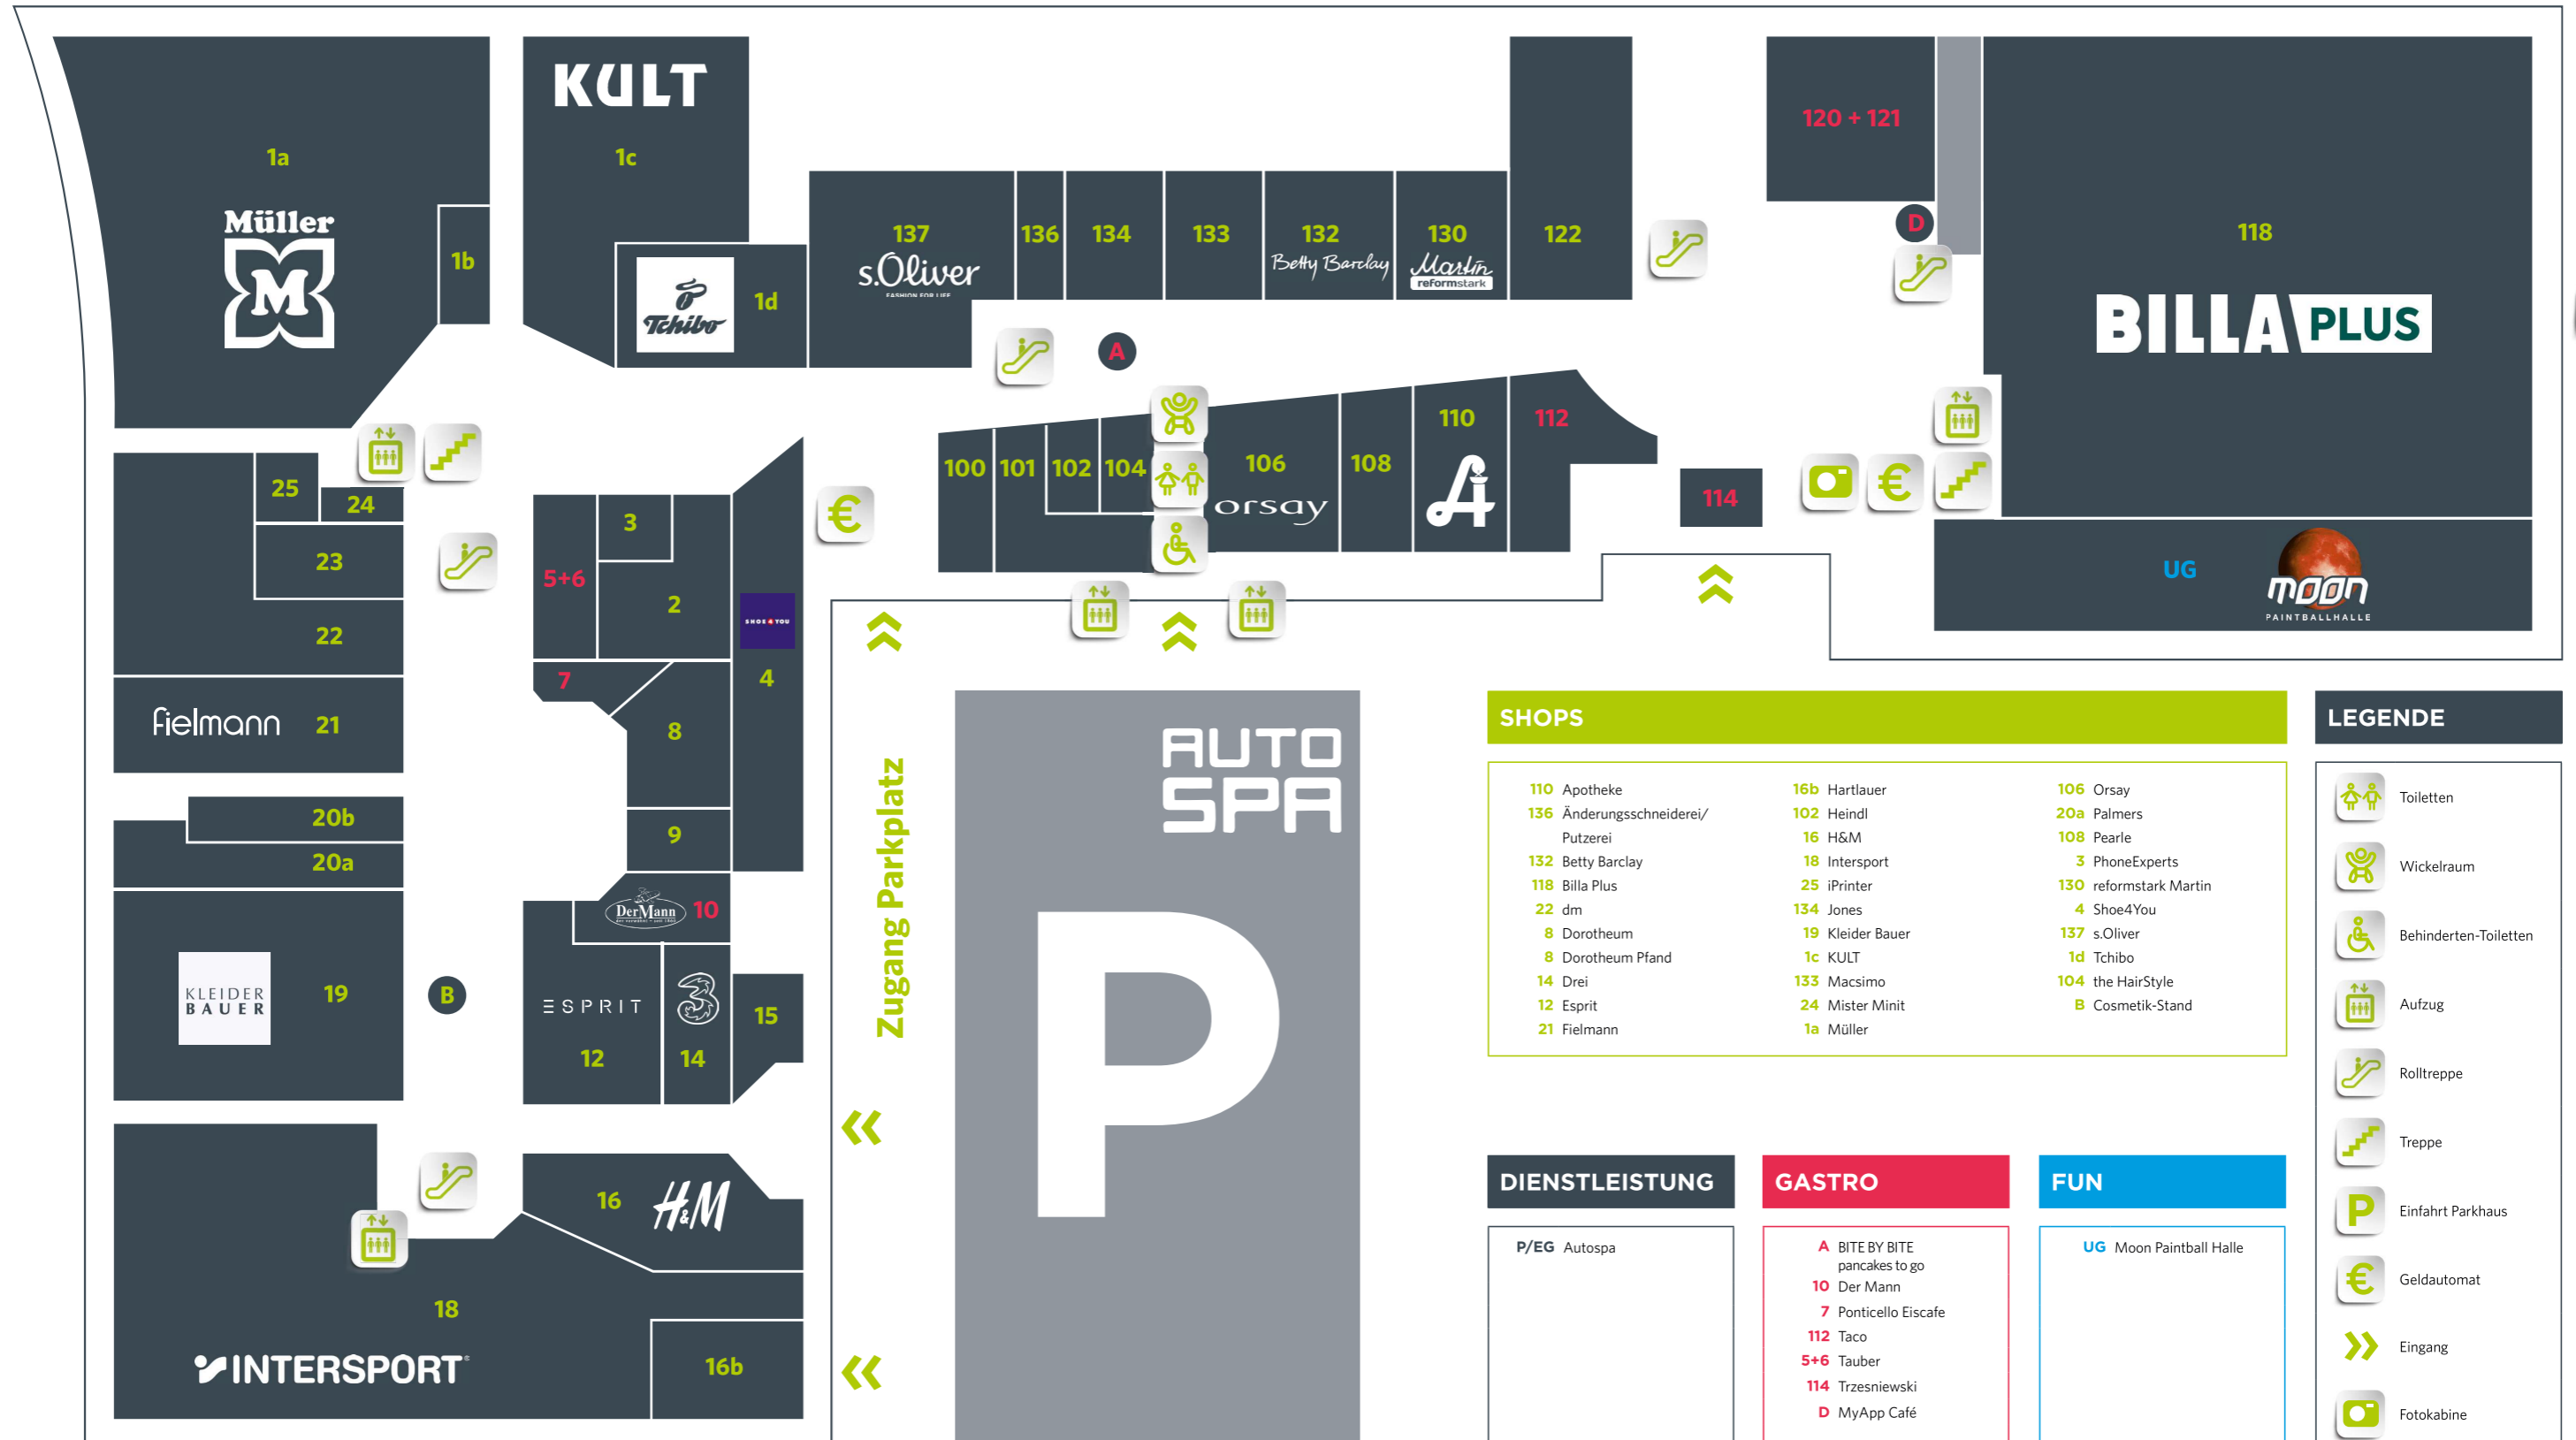 KULT
1a
1c
120 + 121
Müller
M
1b
Tchibo
1d
137
s.Oliver
FASHION FOR LIFE
136
134
133
132
Betty Barclay
130
Martin
reformstark
122
D
118
BILLA PLUS
A
25
24
23
22
fielmann 21
3
5+6
2
SHOE4YOU
4
7
8
9
€
100
101
102
104
106
orsay
108
110
112
114
€
UG
moon
PAINTBALLHALLE
20b
20a
KLEIDER
BAUER
19
B
DerMann
10
ESPRIT
12
3
14
15
16 H&M
18
INTERSPORT
16b
Zugang Parkplatz
AUTO
SPA
P
SHOPS
110 Apotheke
136 Änderungsschneiderei/
Putzerei
132 Betty Barclay
118 Billa Plus
22 dm
8 Dorotheum
8 Dorotheum Pfand
14 Drei
12 Esprit
21 Fielmann
16b Hartlauer
102 Heindl
16 H&M
18 Intersport
25 iPrinter
134 Jones
19 Kleider Bauer
1c KULT
133 Macsimo
24 Mister Minit
1a Müller
106 Orsay
20a Palmers
108 Pearle
3 PhoneExperts
130 reformstark Martin
4 Shoe4You
137 s.Oliver
1d Tchibo
104 the HairStyle
B Cosmetik-Stand
DIENSTLEISTUNG
P/EG Autospa
GASTRO
A BITE BY BITE
pancakes to go
10 Der Mann
7 Ponticello Eiscafe
112 Taco
5+6 Tauber
114 Trzesniewski
D MyApp Café
FUN
UG Moon Paintball Halle
LEGENDE
Toiletten
Wickelraum
Behinderten-Toiletten
Aufzug
Rolltreppe
Treppe
P Einfahrt Parkhaus
€ Geldautomat
Eingang
Fotokabine